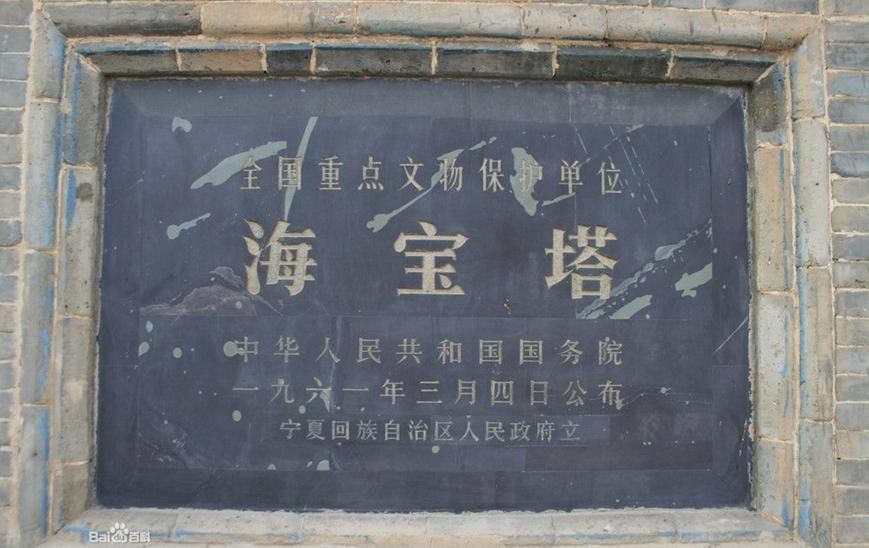 全国重点文物保护单位
海宝塔
中华人民共和国国务院
一九六一年三月四日公布
宁夏回族自治区人民政府立
Bai百科